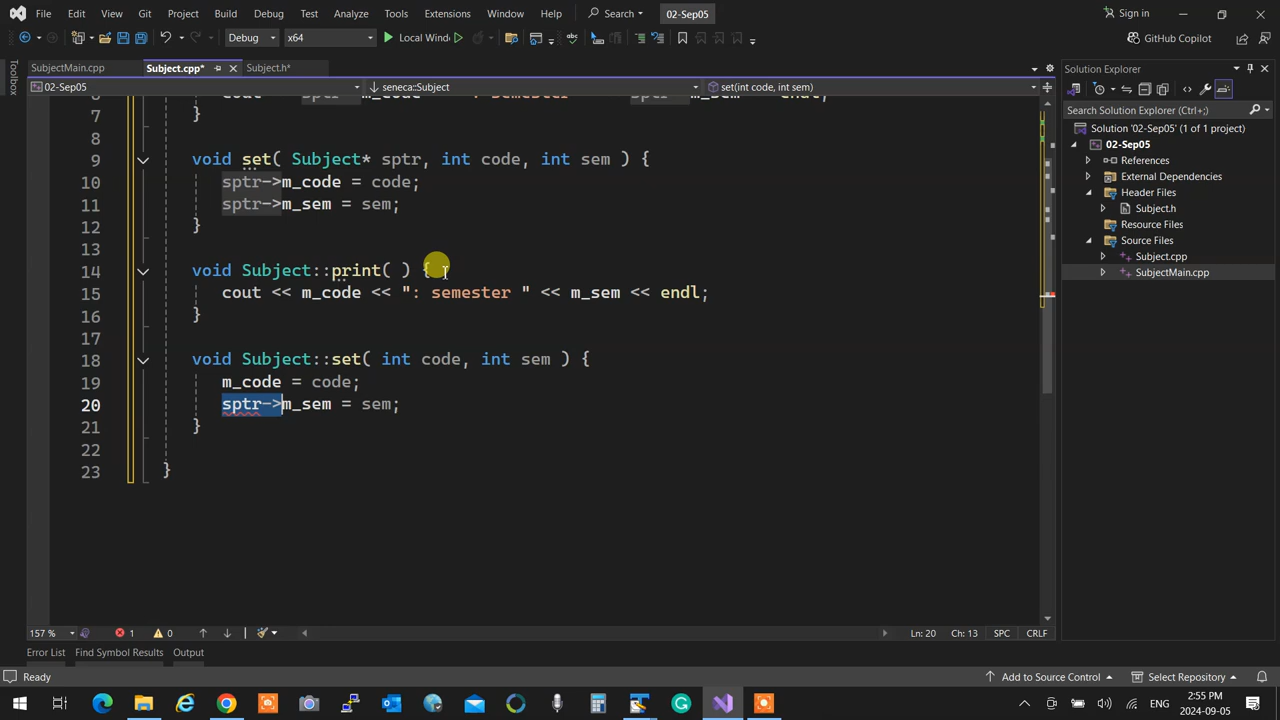 File Edit View Git Project Build Debug Test Analyze Tools Extensions Window Help Search 02-Sep05 Sign in
Debug x64 Local Wind GitHub Copilot
Toolbox
SubjectMain.cpp Subject.cpp* Subject.h*
02-Sep05 seneca::Subject set(int code, int sem)
7 }
8
9 void set( Subject* sptr, int code, int sem ) {
10 sptr->m_code = code;
11 sptr->m_sem = sem;
12 }
13
14 void Subject::print( ) {
15 cout << m_code << ": semester " << m_sem << endl;
16 }
17
18 void Subject::set( int code, int sem ) {
19 m_code = code;
20 sptr->m_sem = sem;
21 }
22
23 }
157 % 1 0 Ln: 20 Ch: 13 SPC CRLF
Error List Find Symbol Results Output
Solution Explorer
Search Solution Explorer (Ctrl+;)
Solution '02-Sep05' (1 of 1 project)
02-Sep05
References
External Dependencies
Header Files
Subject.h
Resource Files
Source Files
Subject.cpp
SubjectMain.cpp
Ready Add to Source Control Select Repository
ENG 2:55 PM
2024-09-05